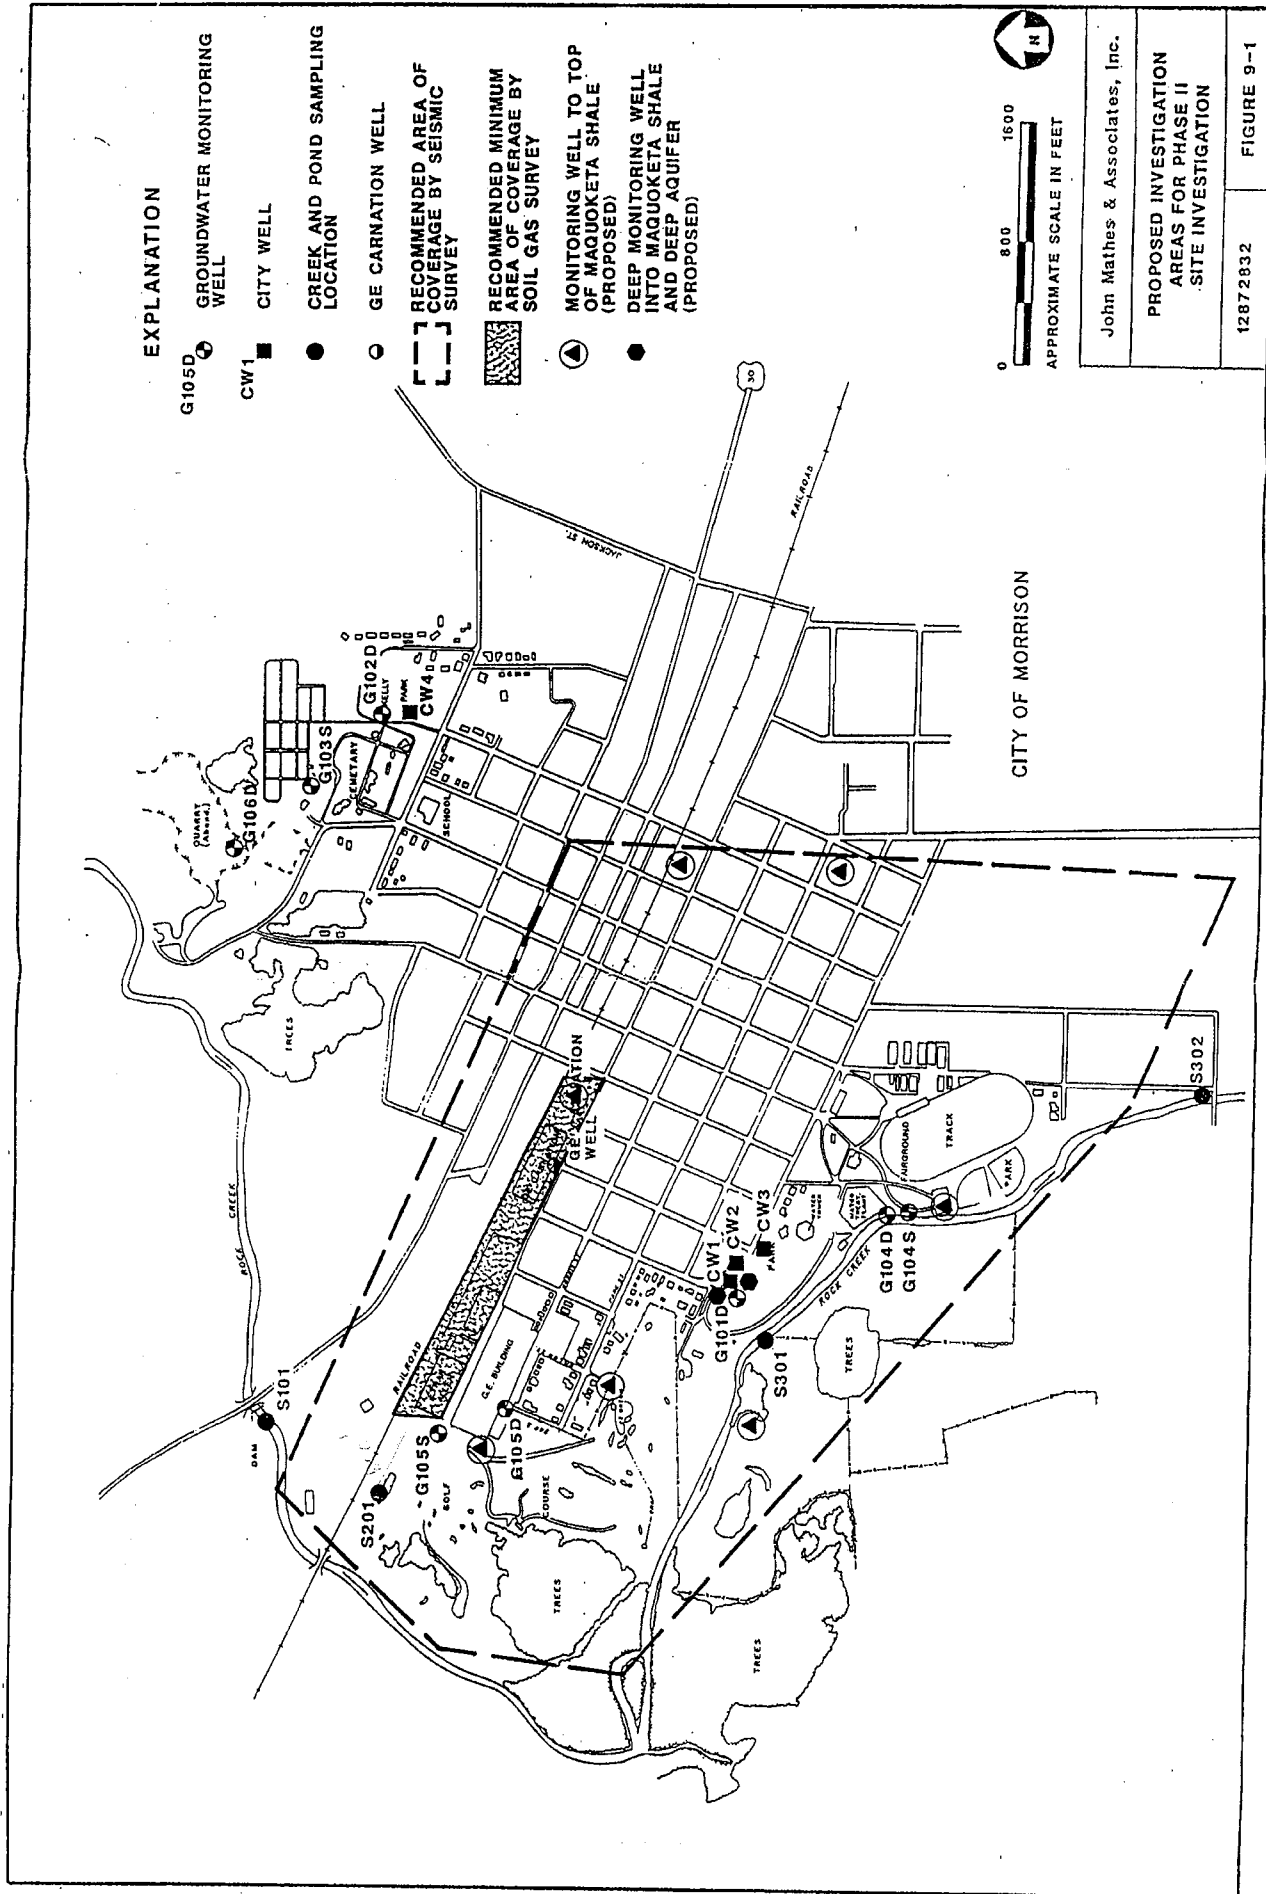 EXPLANATION
G105D
GROUNDWATER MONITORING
WELL
CW1
CITY WELL
CREEK AND POND SAMPLING
LOCATION
GE CARNATION WELL
RECOMMENDED AREA OF
COVERAGE BY SEISMIC
SURVEY
RECOMMENDED MINIMUM
AREA OF COVERAGE BY
SOIL GAS SURVEY
MONITORING WELL TO TOP
OF MAQUOKETA SHALE
(PROPOSED)
DEEP MONITORING WELL
INTO MAQUOKETA SHALE
AND DEEP AQUIFER
(PROPOSED)
N
0 800 1600
APPROXIMATE SCALE IN FEET
John Mathes & Associates, Inc.
PROPOSED INVESTIGATION
AREAS FOR PHASE II
SITE INVESTIGATION
12872832
FIGURE 9-1
CITY OF MORRISON
RAILROAD
30
JACKSON ST.
G102D
KELLY
PARK
CW4
G103S
CEMETARY
QUARRY
(Aband.)
G106D
SCHOOL
TREES
ROCK CREEK
DAM
S101
S201
RAILROAD
G105S
GOLF
COURSE
G105D
G.E. BUILDING
GE
WELL
TREES
TREES
TREES
CW1
CW2
CW3
PARK
G101D
S301
ROCK CREEK
G104D
G104S
FAIRGROUND
TRACK
PARK
S302